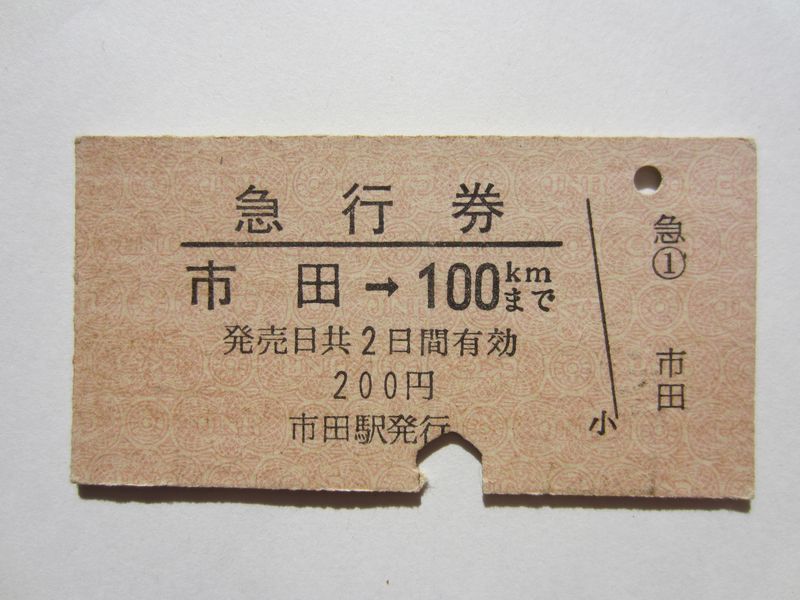 急行券
市田→100kmまで
発売日共2日間有効
200円
市田駅発行
小
急
①
市田